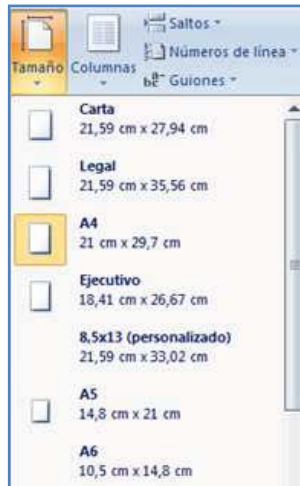 Tamaño
Columnas
Saltos
Números de línea
Guiones
Carta
21,59 cm x 27,94 cm
Legal
21,59 cm x 35,56 cm
A4
21 cm x 29,7 cm
Ejecutivo
18,41 cm x 26,67 cm
8,5x13 (personalizado)
21,59 cm x 33,02 cm
A5
14,8 cm x 21 cm
A6
10,5 cm x 14,8 cm